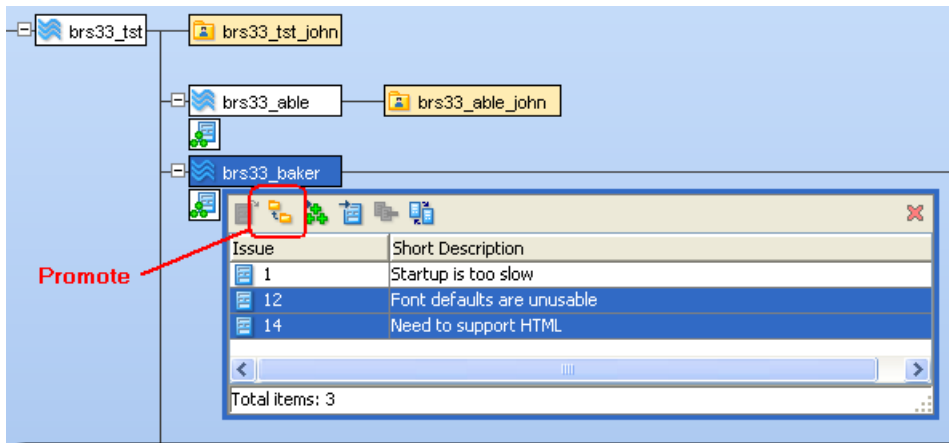 brs33_tst
brs33_tst_john
brs33_able
brs33_able_john
brs33_baker
Promote
Issue Short Description
1 Startup is too slow
12 Font defaults are unusable
14 Need to support HTML
Total items: 3